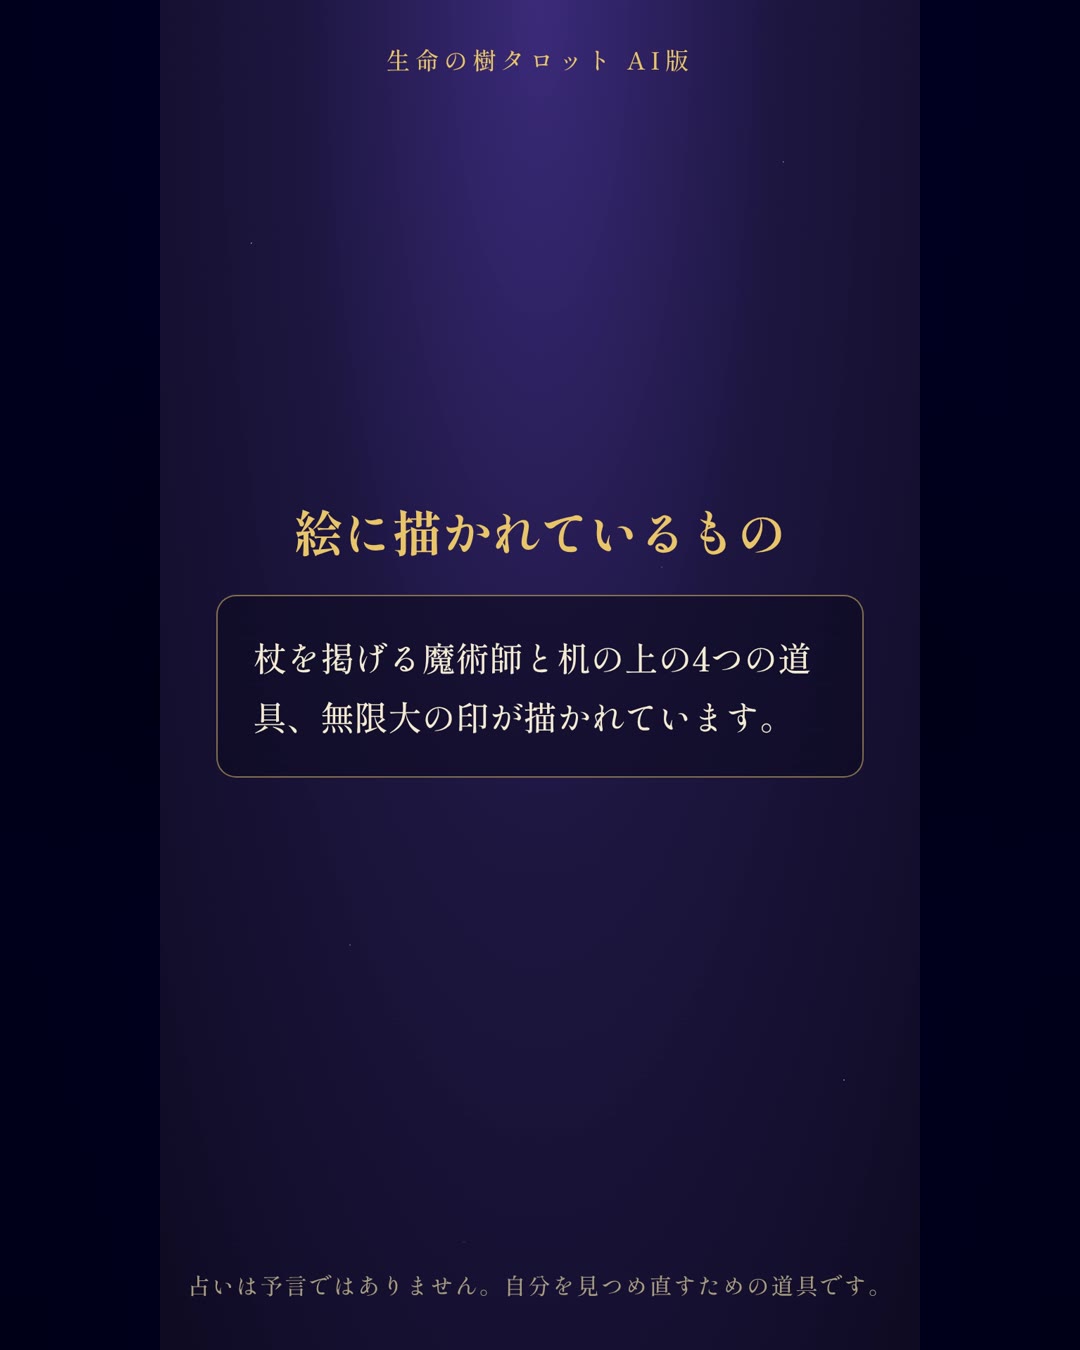 生命の樹タロット AI版
絵に描かれているもの
杖を掲げる魔術師と机の上の4つの道
具、無限大の印が描かれています。
占いは予言ではありません。自分を見つめ直すための道具です。